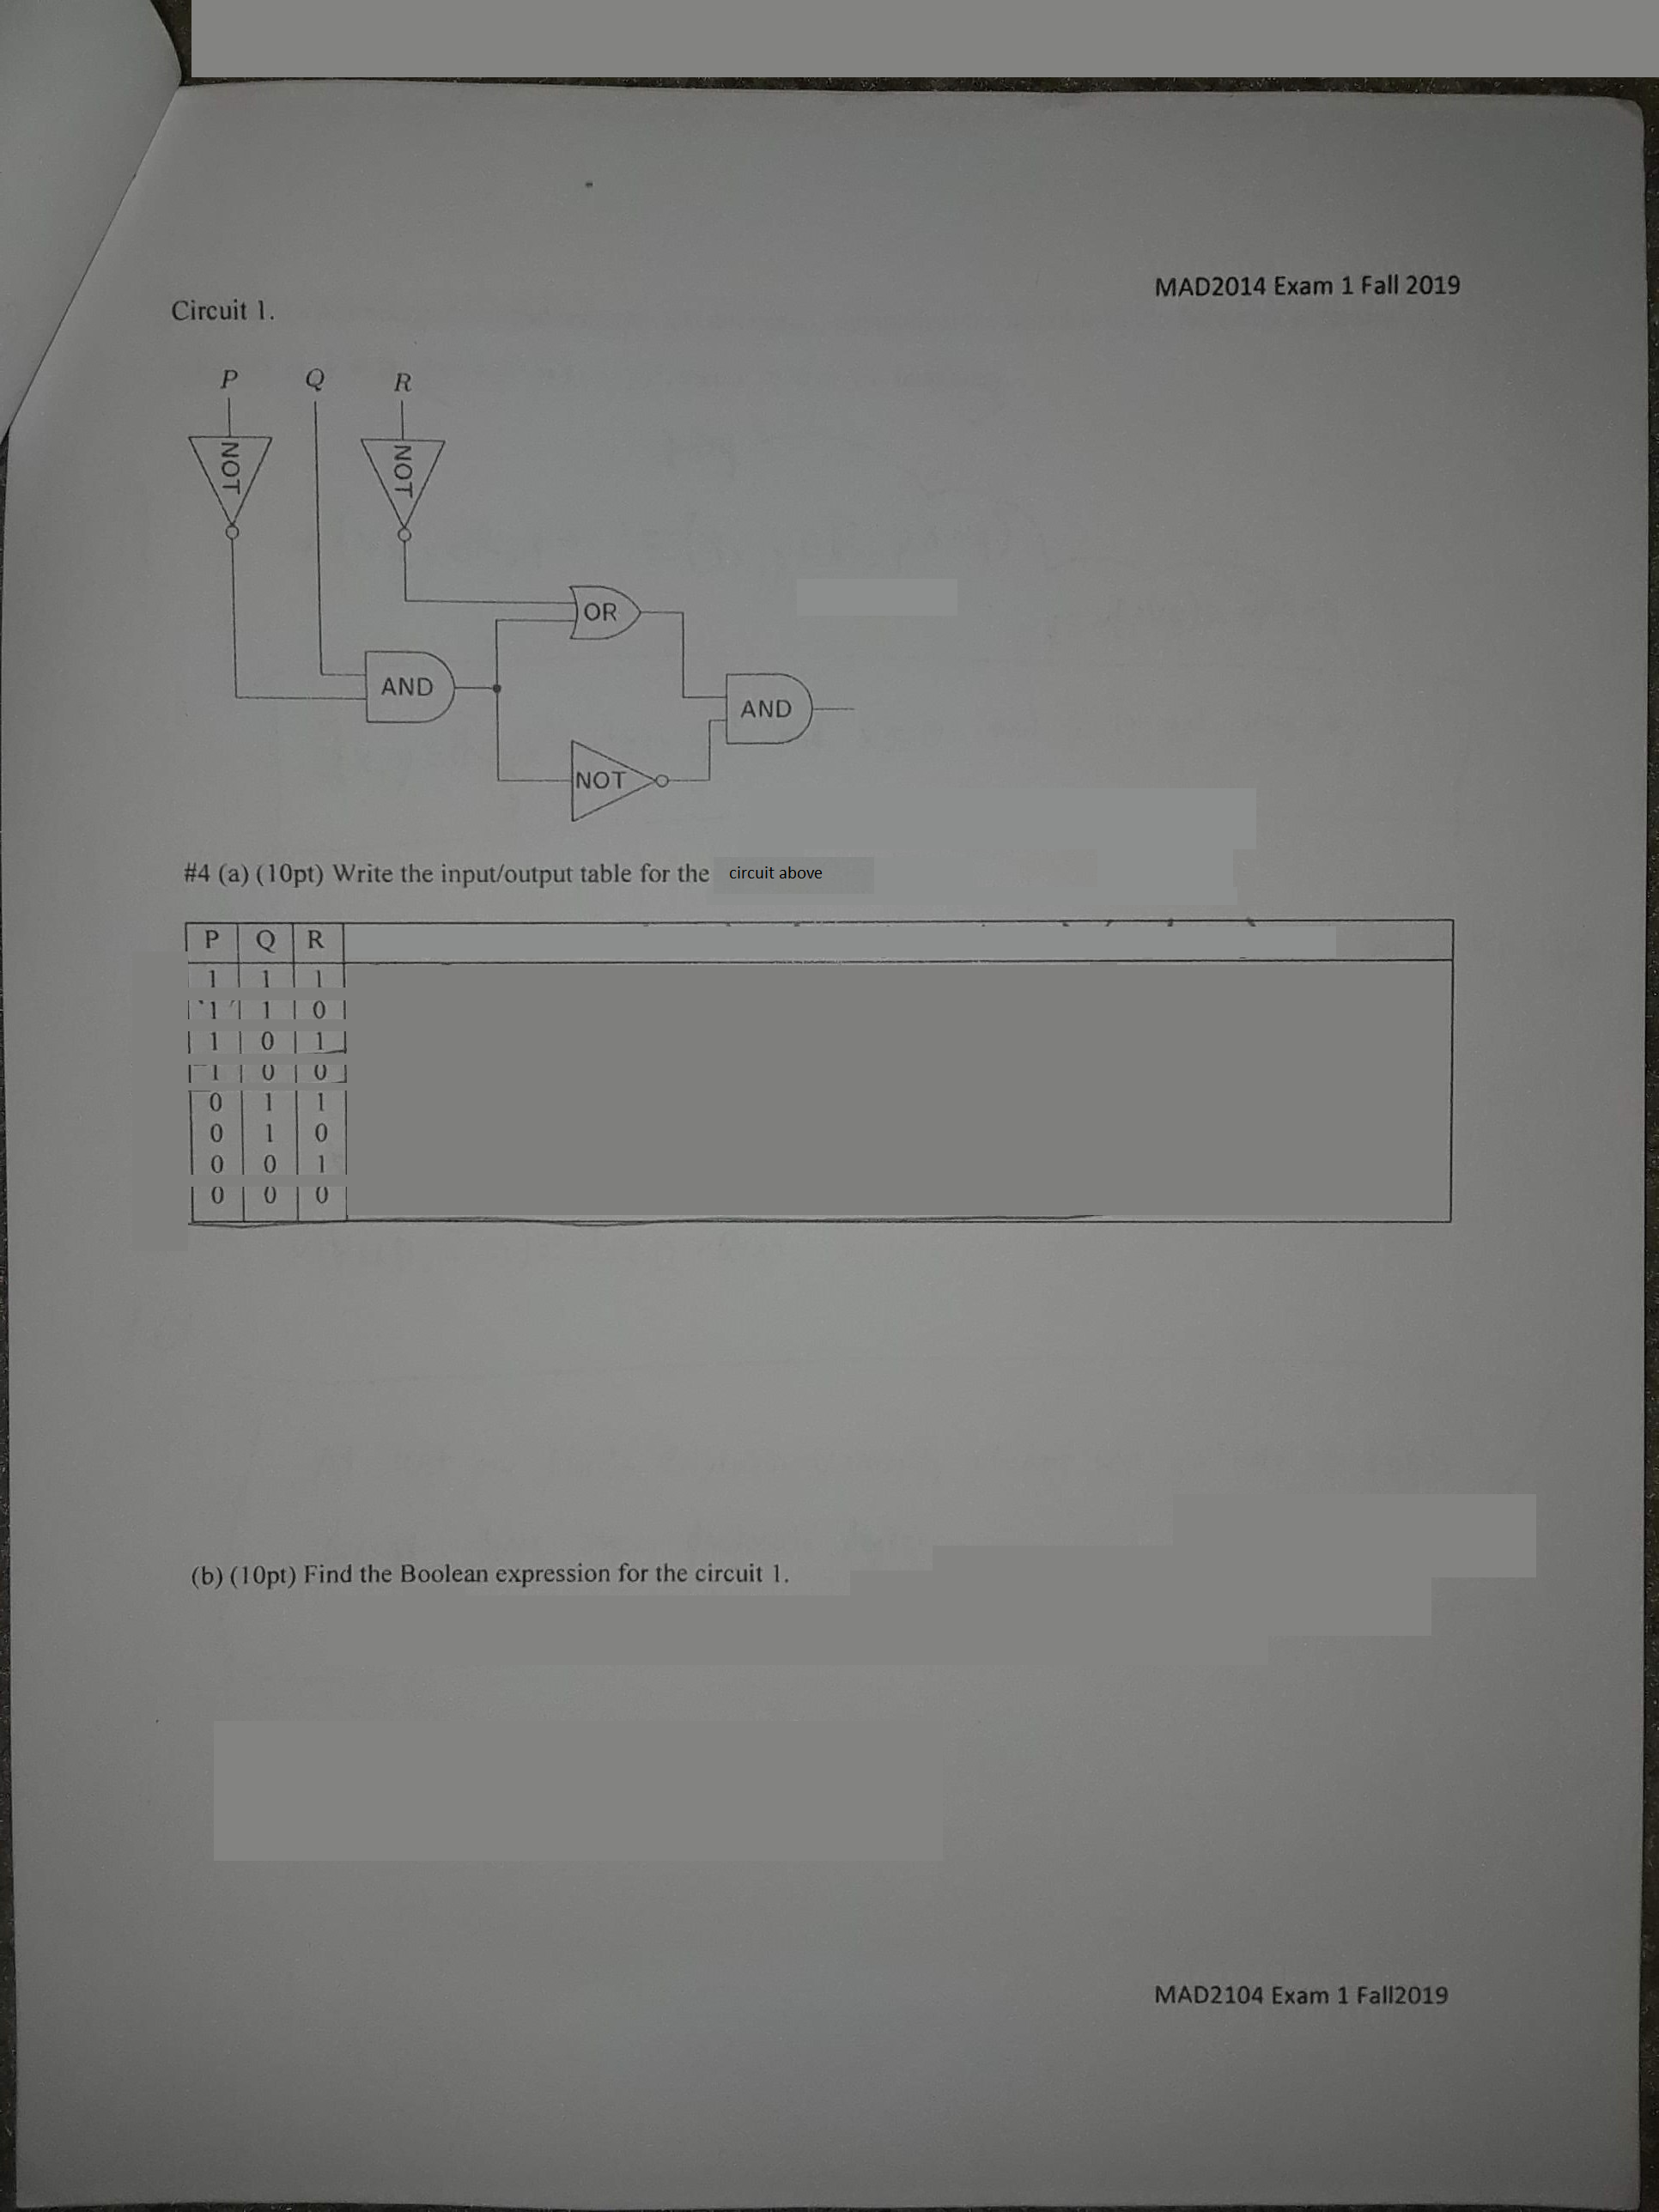 MAD2014 Exam 1 Fall 2019
Circuit 1.
P Q R
NOT NOT
OR
AND
AND
NOT
#4 (a) (10pt) Write the input/output table for the circuit above
P Q R
1 1 1
1 1 0
1 0 1
1 0 0
0 1 1
0 1 0
0 0 1
0 0 0
(b) (10pt) Find the Boolean expression for the circuit 1.
MAD2104 Exam 1 Fall2019